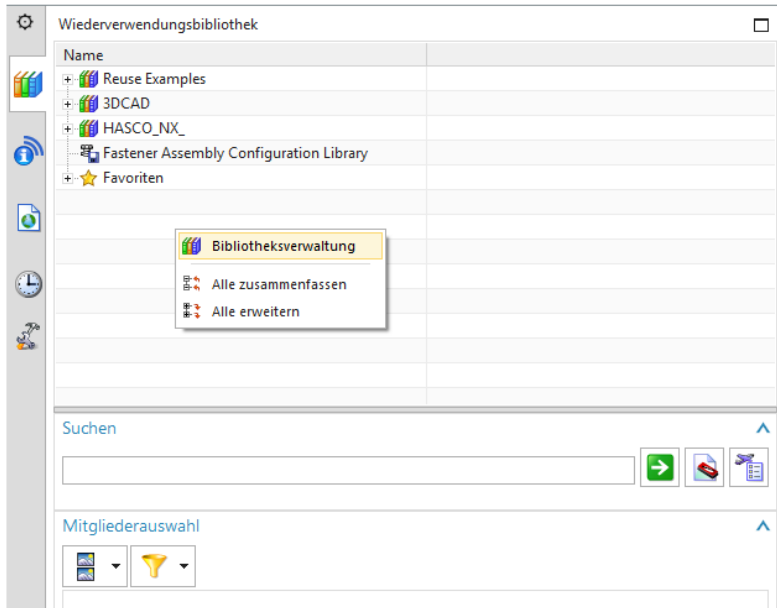 Wiederverwendungsbibliothek
Name
Reuse Examples
3DCAD
HASCO_NX_
Fastener Assembly Configuration Library
Favoriten
Bibliotheksverwaltung
Alle zusammenfassen
Alle erweitern
Suchen
Mitgliederauswahl